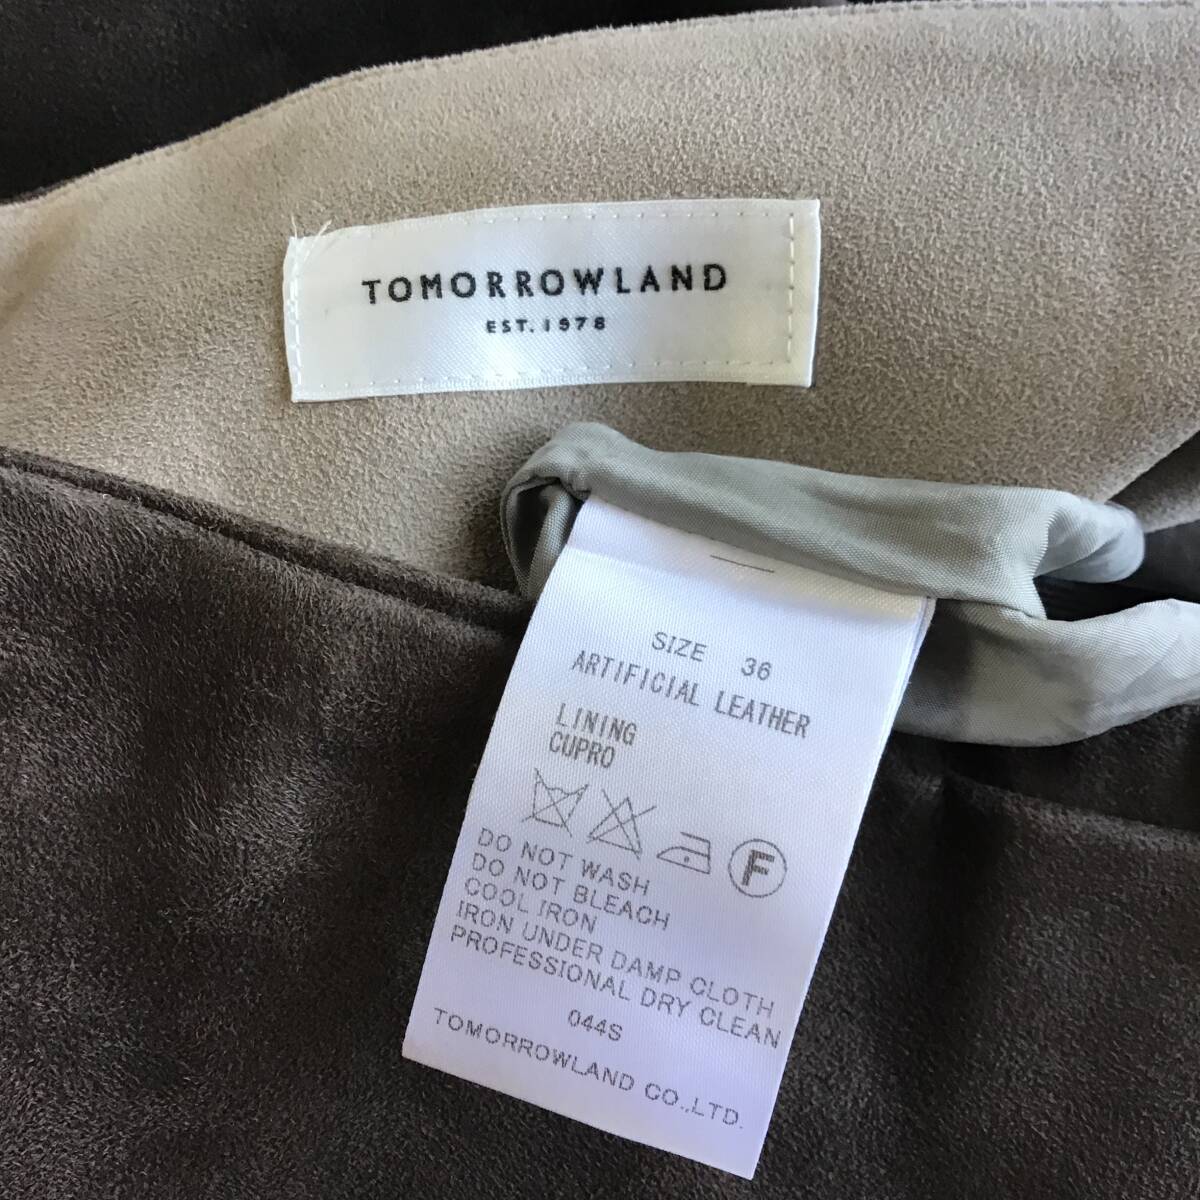 TOMORROWLAND
EST. 1978
SIZE 36
ARTIFICIAL LEATHER
LINING
CUPRO
F
DO NOT WASH
DO NOT BLEACH
COOL IRON
IRON UNDER DAMP CLOTH
PROFESSIONAL DRY CLEAN
044S
TOMORROWLAND CO.,LTD.